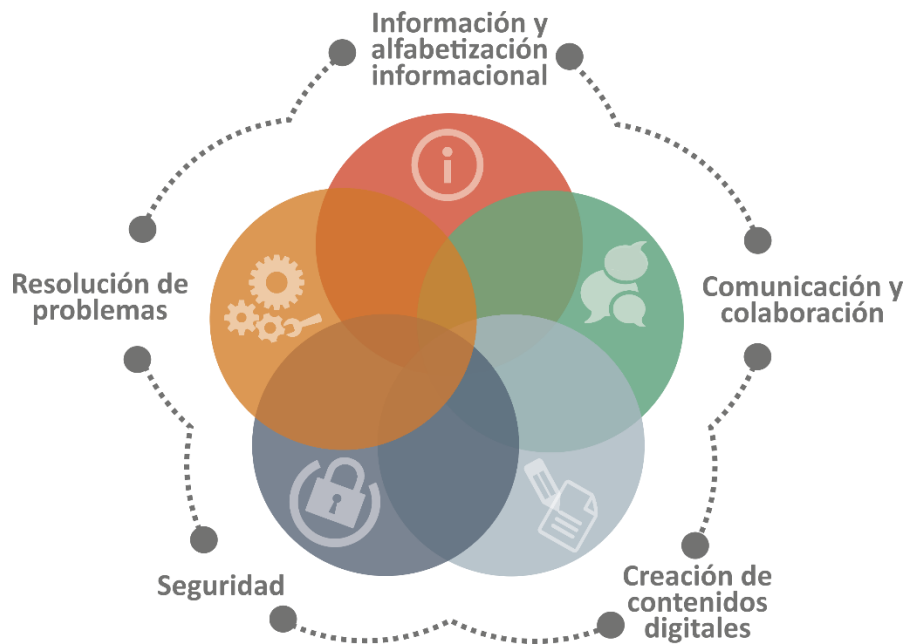 Información y
alfabetización
informacional
Resolución de
problemas
Comunicación y
colaboración
Seguridad
Creación de
contenidos
digitales